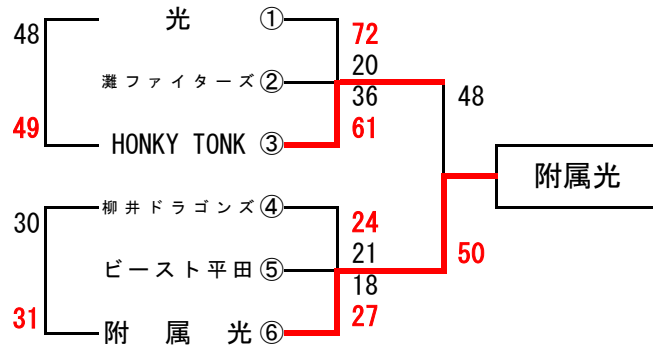 48 光 ① 72
灘ファイターズ② 20
36 48
49 HONKY TONK ③ 61
附属光
30 柳井ドラゴンズ④ 24
ビースト平田⑤ 21 50
18
31 附属光⑥ 27